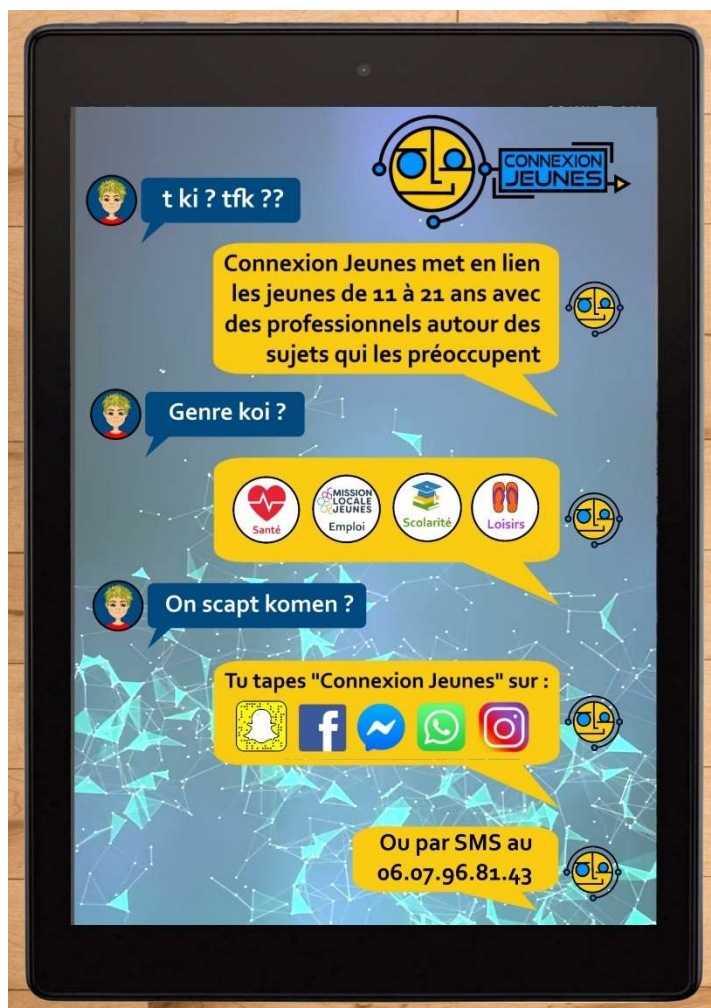 CONNEXION
JEUNES
t ki ? tfk ??
Connexion Jeunes met en lien
les jeunes de 11 à 21 ans avec
des professionnels autour des
sujets qui les préoccupent
Genre koi ?
Santé
MISSION
LOCALE
JEUNES
Emploi
Scolarité
Loisirs
On scapt komen ?
Tu tapes "Connexion Jeunes" sur :
Ou par SMS au
06.07.96.81.43